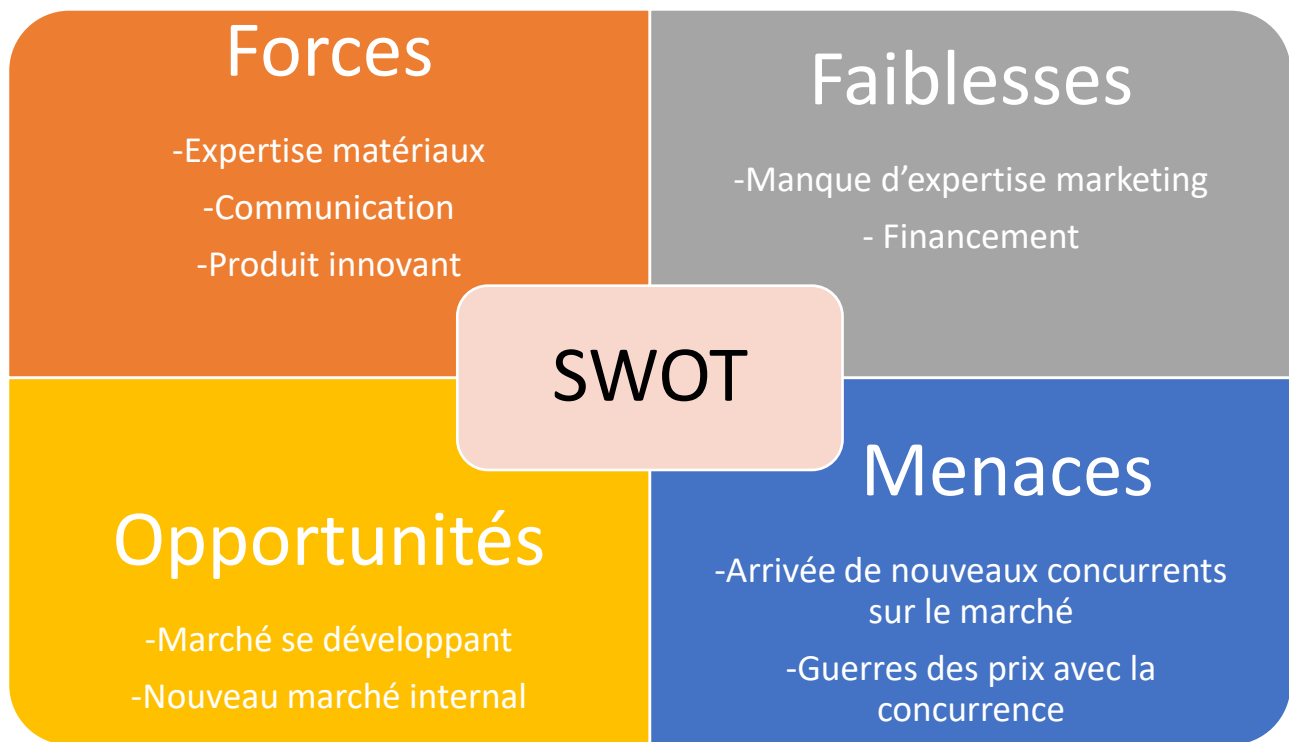 Forces
-Expertise matériaux
-Communication
-Produit innovant
Faiblesses
-Manque d’expertise marketing
- Financement
SWOT
Opportunités
-Marché se développant
-Nouveau marché internal
Menaces
-Arrivée de nouveaux concurrents
sur le marché
-Guerres des prix avec la
concurrence